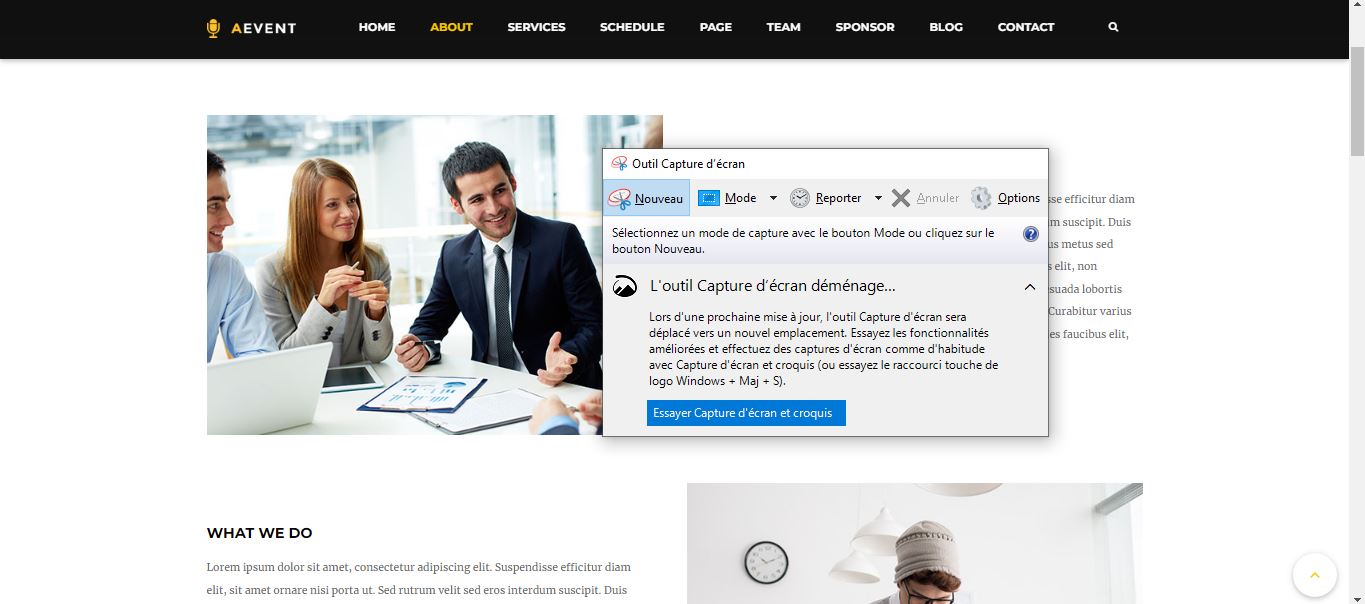 AEVENT HOME ABOUT SERVICES SCHEDULE PAGE TEAM SPONSOR BLOG CONTACT
Outil Capture d'écran
Nouveau Mode Reporter Annuler Options
Sélectionnez un mode de capture avec le bouton Mode ou cliquez sur le
bouton Nouveau.
L'outil Capture d'écran déménage...
Lors d'une prochaine mise à jour, l'outil Capture d'écran sera
déplacé vers un nouvel emplacement. Essayez les fonctionnalités
améliorées et effectuez des captures d'écran comme d'habitude
avec Capture d'écran et croquis (ou essayez le raccourci touche de
logo Windows + Maj + S).
Essayer Capture d'écran et croquis
sse efficitur diam
m suscipit. Duis
us metus sed
s elit, non
suada lobortis
Curabitur varius
es faucibus elit,
WHAT WE DO
Lorem ipsum dolor sit amet, consectetur adipiscing elit. Suspendisse efficitur diam
elit, sit amet ornare nisi porta ut. Sed rutrum velit sed eros interdum suscipit. Duis